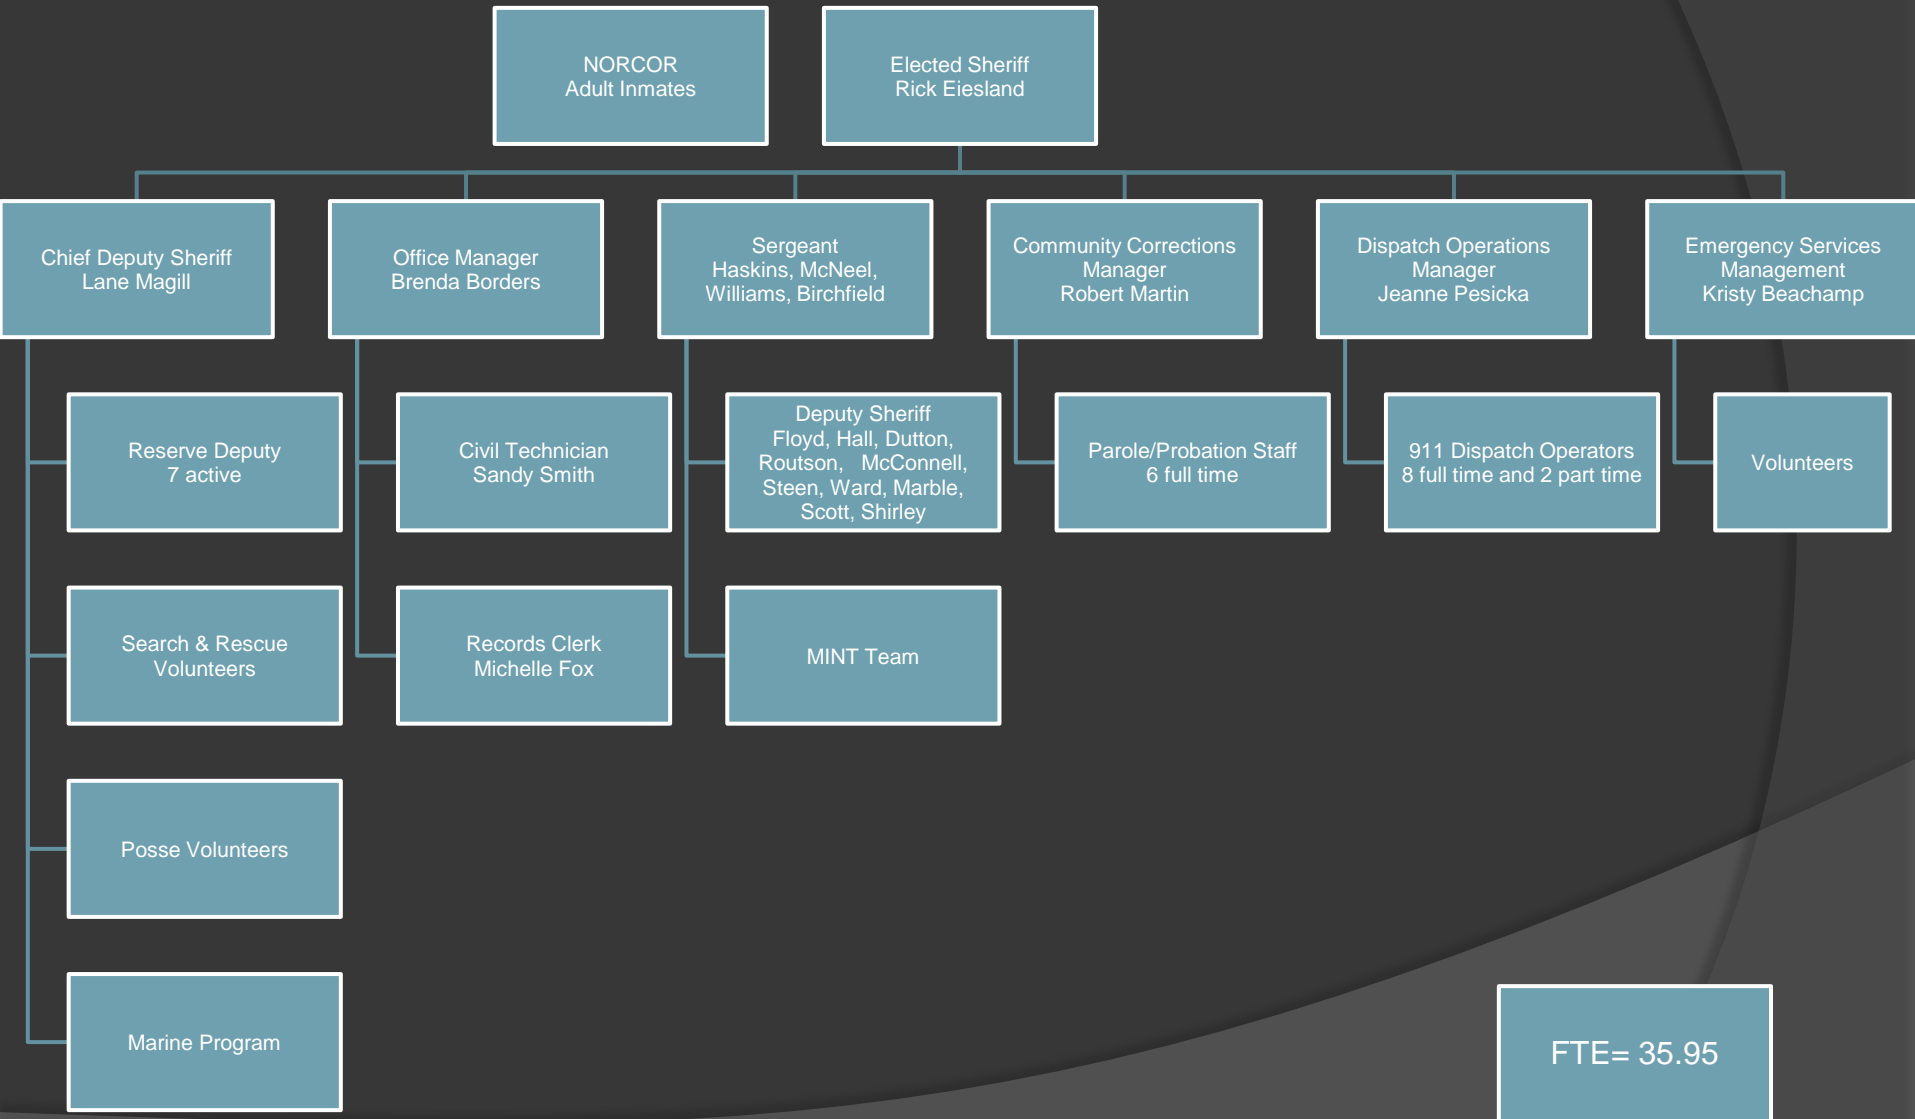 NORCOR
Adult Inmates
Elected Sheriff
Rick Eiesland
Chief Deputy Sheriff
Lane Magill
Office Manager
Brenda Borders
Sergeant
Haskins, McNeel,
Williams, Birchfield
Community Corrections
Manager
Robert Martin
Dispatch Operations
Manager
Jeanne Pesicka
Emergency Services
Management
Kristy Beachamp
Reserve Deputy
7 active
Civil Technician
Sandy Smith
Deputy Sheriff
Floyd, Hall, Dutton,
Routson, McConnell,
Steen, Ward, Marble,
Scott, Shirley
Parole/Probation Staff
6 full time
911 Dispatch Operators
8 full time and 2 part time
Volunteers
Search & Rescue
Volunteers
Records Clerk
Michelle Fox
MINT Team
Posse Volunteers
Marine Program
FTE= 35.95